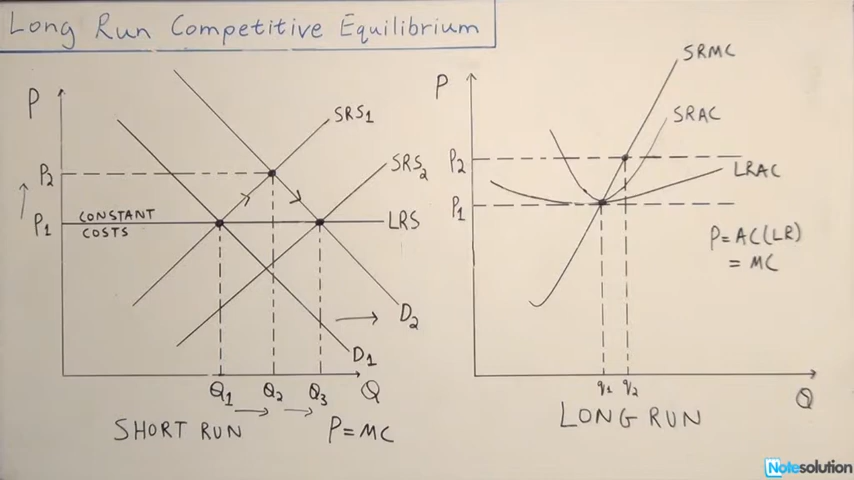 Long Run Competitive Equilibrium
P
SRS1
P2
SRS2
P1
CONSTANT
COSTS
LRS
D2
D1
Q1
Q2
Q3
Q
SHORT RUN
P=MC
P
SRMC
SRAC
P2
LRAC
P1
P=AC(LR)
= MC
q1
q2
Q
LONG RUN
Notesolution